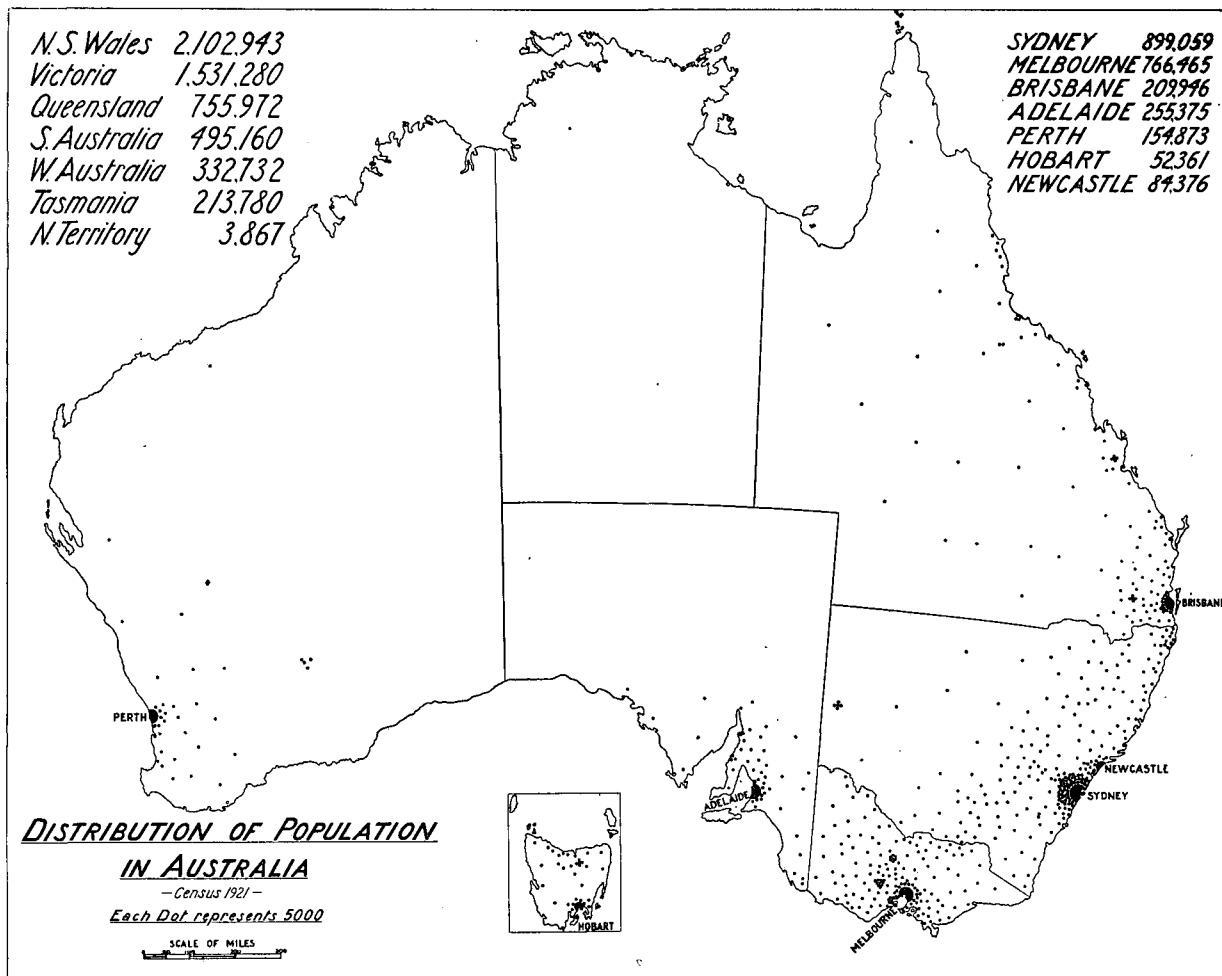 N.S. Wales 2.102.943
Victoria 1.531.280
Queensland 755.972
S. Australia 495.160
W. Australia 332.732
Tasmania 213.780
N. Territory 3.867
SYDNEY 899.059
MELBOURNE 766,465
BRISBANE 209,946
ADELAIDE 255,375
PERTH 154,873
HOBART 52,361
NEWCASTLE 84,376
BRISBANE
PERTH
NEWCASTLE
ADELAIDE
SYDNEY
MELBOURNE
HOBART
DISTRIBUTION OF POPULATION
IN AUSTRALIA
– Census 1921 –
Each Dot represents 5000
SCALE OF MILES